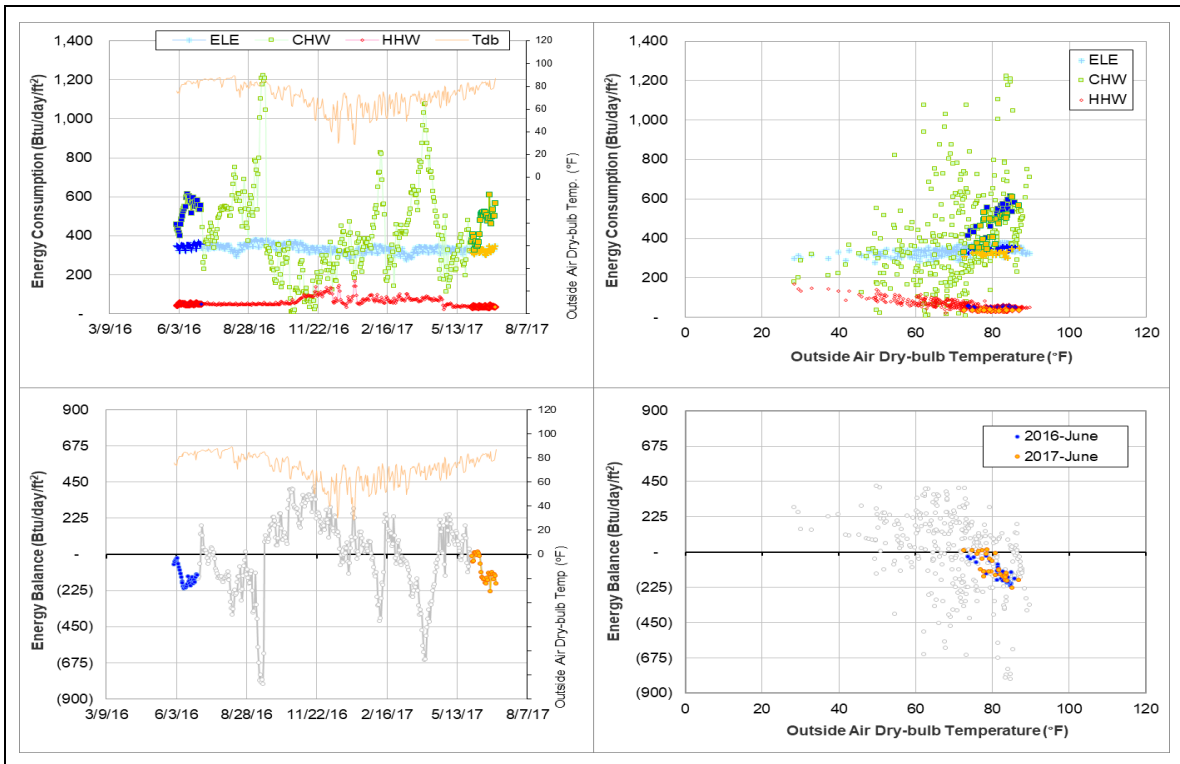 ELE CHW HHW Tdb
1,400
1,200
1,000
800
600
400
200
-
Energy Consumption (Btu/day/ft²)
120
100
80
60
40
20
0
Outside Air Dry-bulb Temp. (°F)
3/9/16 6/3/16 8/28/16 11/22/16 2/16/17 5/13/17 8/7/17
1,400
1,200
1,000
800
600
400
200
-
Energy Consumption (Btu/day/ft²)
ELE
CHW
HHW
0 20 40 60 80 100 120
Outside Air Dry-bulb Temperature (°F)
900
675
450
225
-
(225)
(450)
(675)
(900)
Energy Balance (Btu/day/ft²)
120
100
80
60
40
20
0
Outside Air Dry-bulb Temp (°F)
3/9/16 6/3/16 8/28/16 11/22/16 2/16/17 5/13/17 8/7/17
900
675
450
225
-
(225)
(450)
(675)
(900)
Energy Balance (Btu/day/ft²)
2016-June
2017-June
0 20 40 60 80 100 120
Outside Air Dry-bulb Temperature (°F)